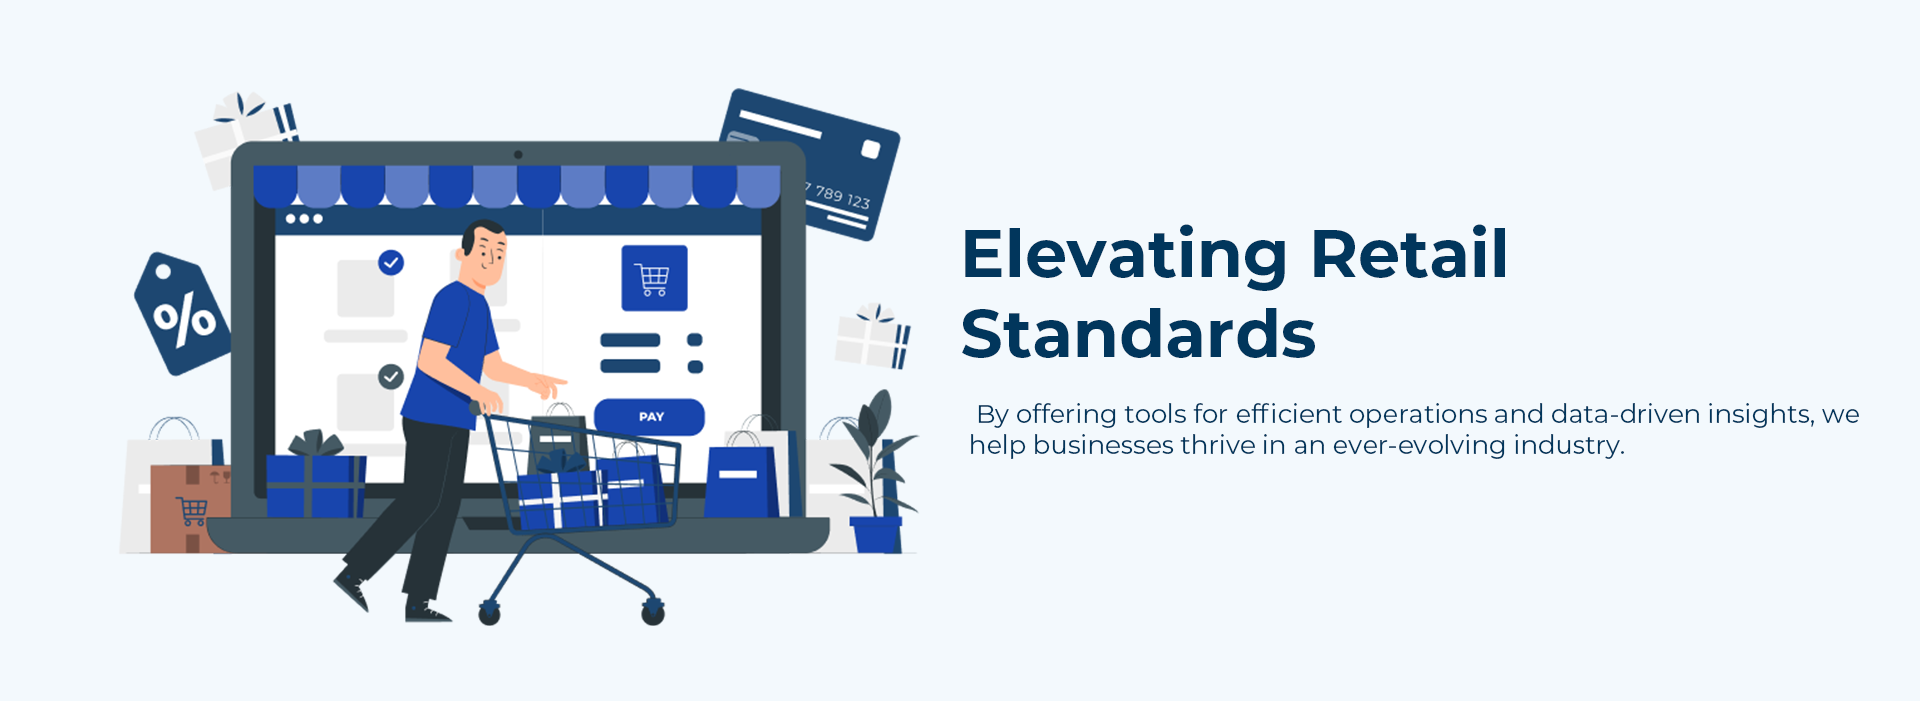 7 789 123
%
PAY
Elevating Retail
Standards
By offering tools for efficient operations and data-driven insights, we
help businesses thrive in an ever-evolving industry.